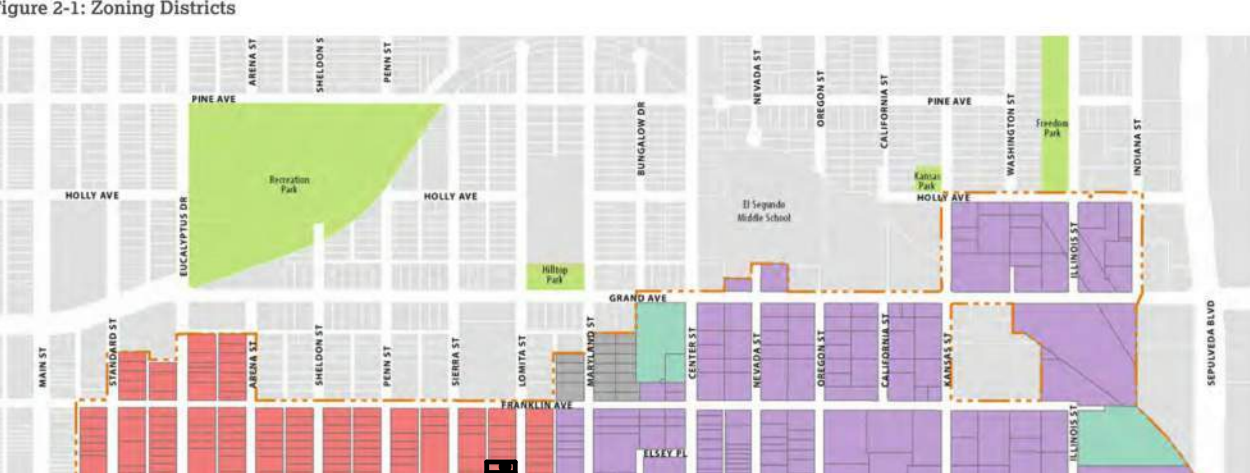 igure 2-1: Zoning Districts
ARENA ST
SHELDON S
PENN ST
NEVADA ST
OREGON ST
CALIFORNIA ST
PINE AVE
PINE AVE
WASHINGTON ST
Freedom
Park
INDIANA ST
BUNGALOW DR
Recreation
Park
Kansas
Park
HOLLY AVE
HOLLY AVE
HOLLY AVE
EUCALYPTUS DR
El Segundo
Middle School
ILLINOIS ST
Hilltop
Park
GRAND AVE
MAIN ST
STANDARD ST
ARENA ST
SHELDON ST
PENN ST
SIERRA ST
LOMITA ST
MARYLAND ST
CENTER ST
NEVADA ST
OREGON ST
CALIFORNIA ST
KANSAS ST
SEPULVEDA BLVD
FRANKLIN AVE
ILLINOIS ST
ELSEY PL